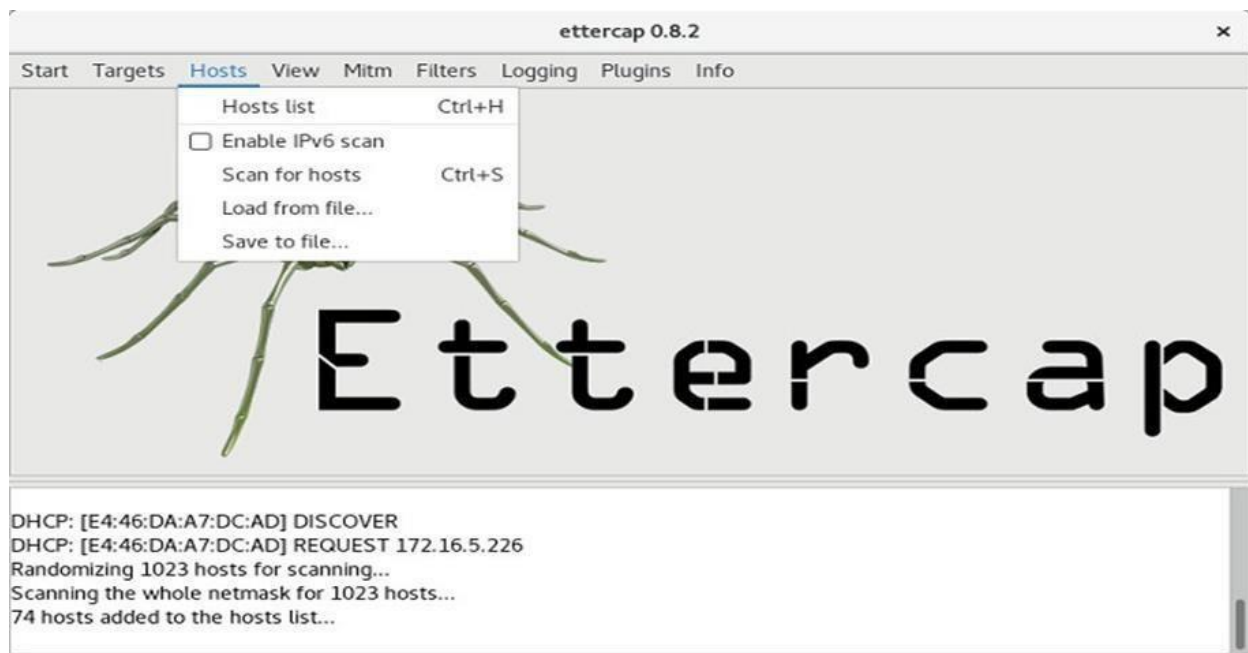 ettercap 0.8.2 ×
Start Targets Hosts View Mitm Filters Logging Plugins Info
Hosts list Ctrl+H
Enable IPv6 scan
Scan for hosts Ctrl+S
Load from file...
Save to file...
Ettercap
DHCP: [E4:46:DA:A7:DC:AD] DISCOVER
DHCP: [E4:46:DA:A7:DC:AD] REQUEST 172.16.5.226
Randomizing 1023 hosts for scanning...
Scanning the whole netmask for 1023 hosts...
74 hosts added to the hosts list...